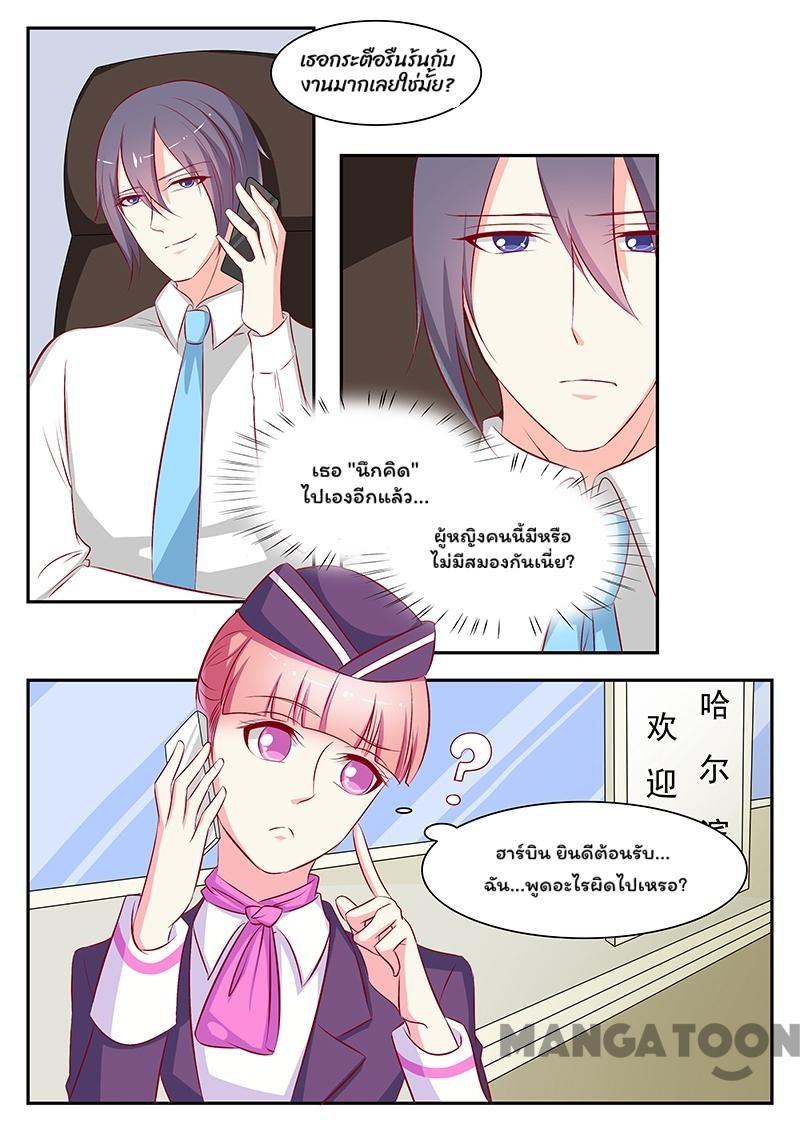 เธอกระตือรืนร้นกับ
งานมากเลยใช่มั้ย?
เธอ "นึกคิด"
ไปเองอีกแล้ว...
ผู้หญิงคนนี้มีหรือ
ไม่มีสมองกันเนี่ย?
哈尔滨
欢迎
?
ฮาร์บิน ยินดีต้อนรับ...
ฉัน...พูดอะไรผิดไปเหรอ?
MANGATOON